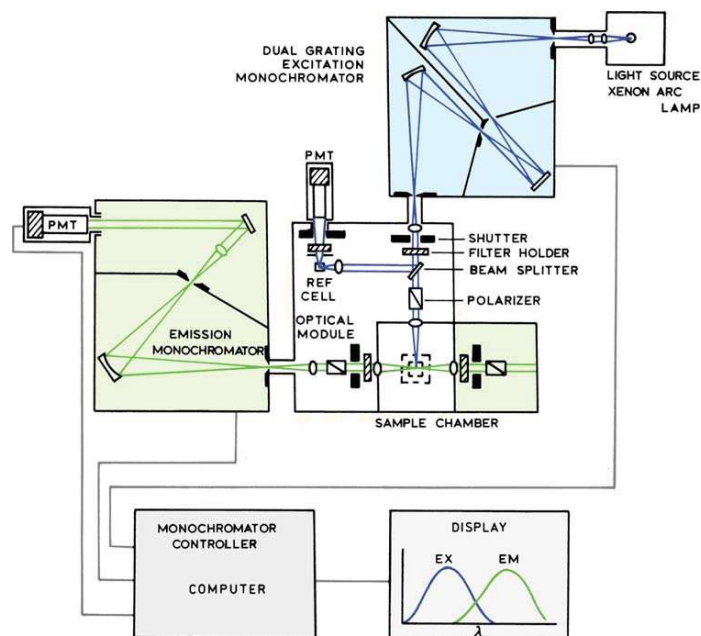 DUAL GRATING
EXCITATION
MONOCHROMATOR
LIGHT SOURCE
XENON ARC
LAMP
PMT
PMT
SHUTTER
FILTER HOLDER
BEAM SPLITTER
REF
CELL
POLARIZER
OPTICAL
MODULE
EMISSION
MONOCHROMATOR
SAMPLE CHAMBER
MONOCHROMATOR
CONTROLLER
COMPUTER
DISPLAY
EX
EM
λ